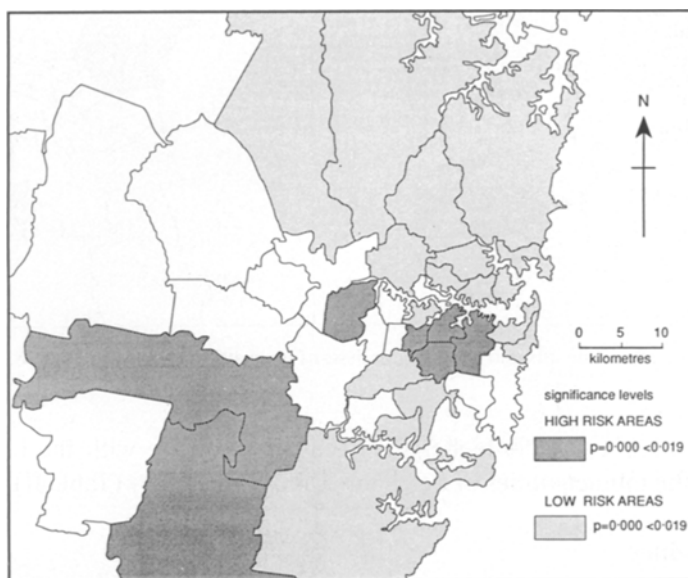 N
0 5 10
kilometres
significance levels
HIGH RISK AREAS
p=0·000 <0·019
LOW RISK AREAS
p=0·000 <0·019